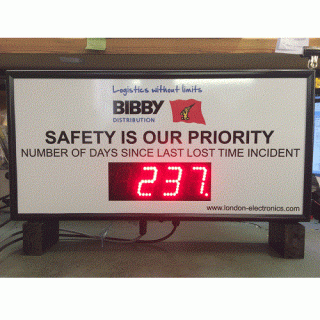 Logistics without limits
BIBBY
DISTRIBUTION
SAFETY IS OUR PRIORITY
NUMBER OF DAYS SINCE LAST LOST TIME INCIDENT
237.
www.london-electronics.com